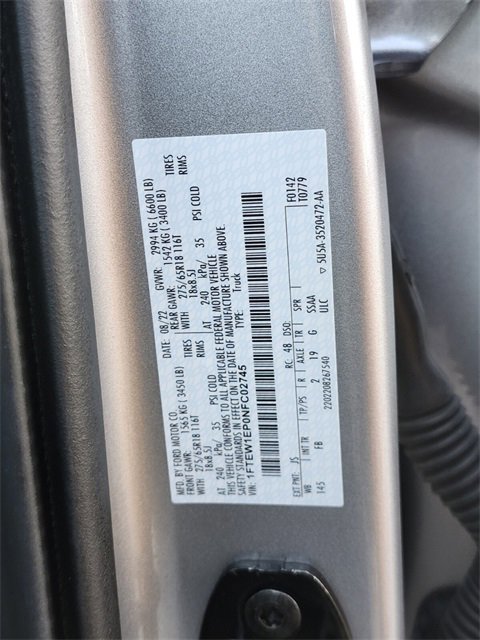 MFD. BY FORD MOTOR CO.
DATE: 08/22 GVWR: 2994 KG ( 6600 LB)
FRONT GAWR: 1565 KG ( 3450 LB) REAR GAWR: 1542 KG ( 3400 LB)
WITH 275/65R18 116T TIRES WITH 275/65R18 116T TIRES
18x8.5J RIMS 18x8.5J RIMS
AT 240 kPa/ 35 PSI COLD AT 240 kPa/ 35 PSI COLD
THIS VEHICLE CONFORMS TO ALL APPLICABLE FEDERAL MOTOR VEHICLE
SAFETY STANDARDS IN EFFECT ON THE DATE OF MANUFACTURE SHOWN ABOVE.
VIN: 1FTEW1EP0NFC02745 TYPE: Truck
F0142
T0779
EXT PNT: JS RC: 48 DSO:
WB INT TR TP/PS R AXLE TR SPR
145 FB 2 19 G SSAA
2202208267540 ULC
5U5A-3520472-AA